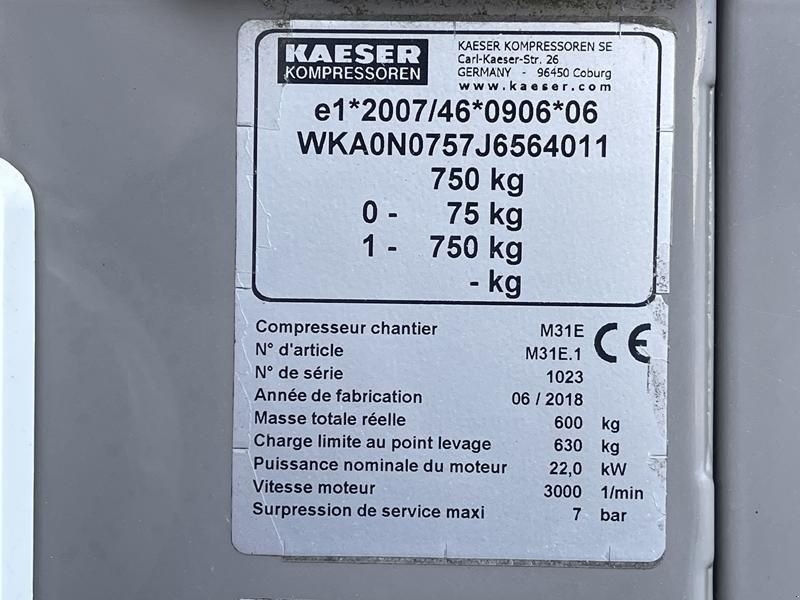 KAESER
KOMPRESSOREN
KAESER KOMPRESSOREN SE
Carl-Kaeser-Str. 26
GERMANY - 96450 Coburg
www.kaeser.com
e1*2007/46*0906*06
WKA0N0757J6564011
750 kg
0 - 75 kg
1 - 750 kg
- kg
Compresseur chantier M31E
N° d'article M31E.1
N° de série 1023
Année de fabrication 06 / 2018
Masse totale réelle 600 kg
Charge limite au point levage 630 kg
Puissance nominale du moteur 22,0 kW
Vitesse moteur 3000 1/min
Surpression de service maxi 7 bar
CE